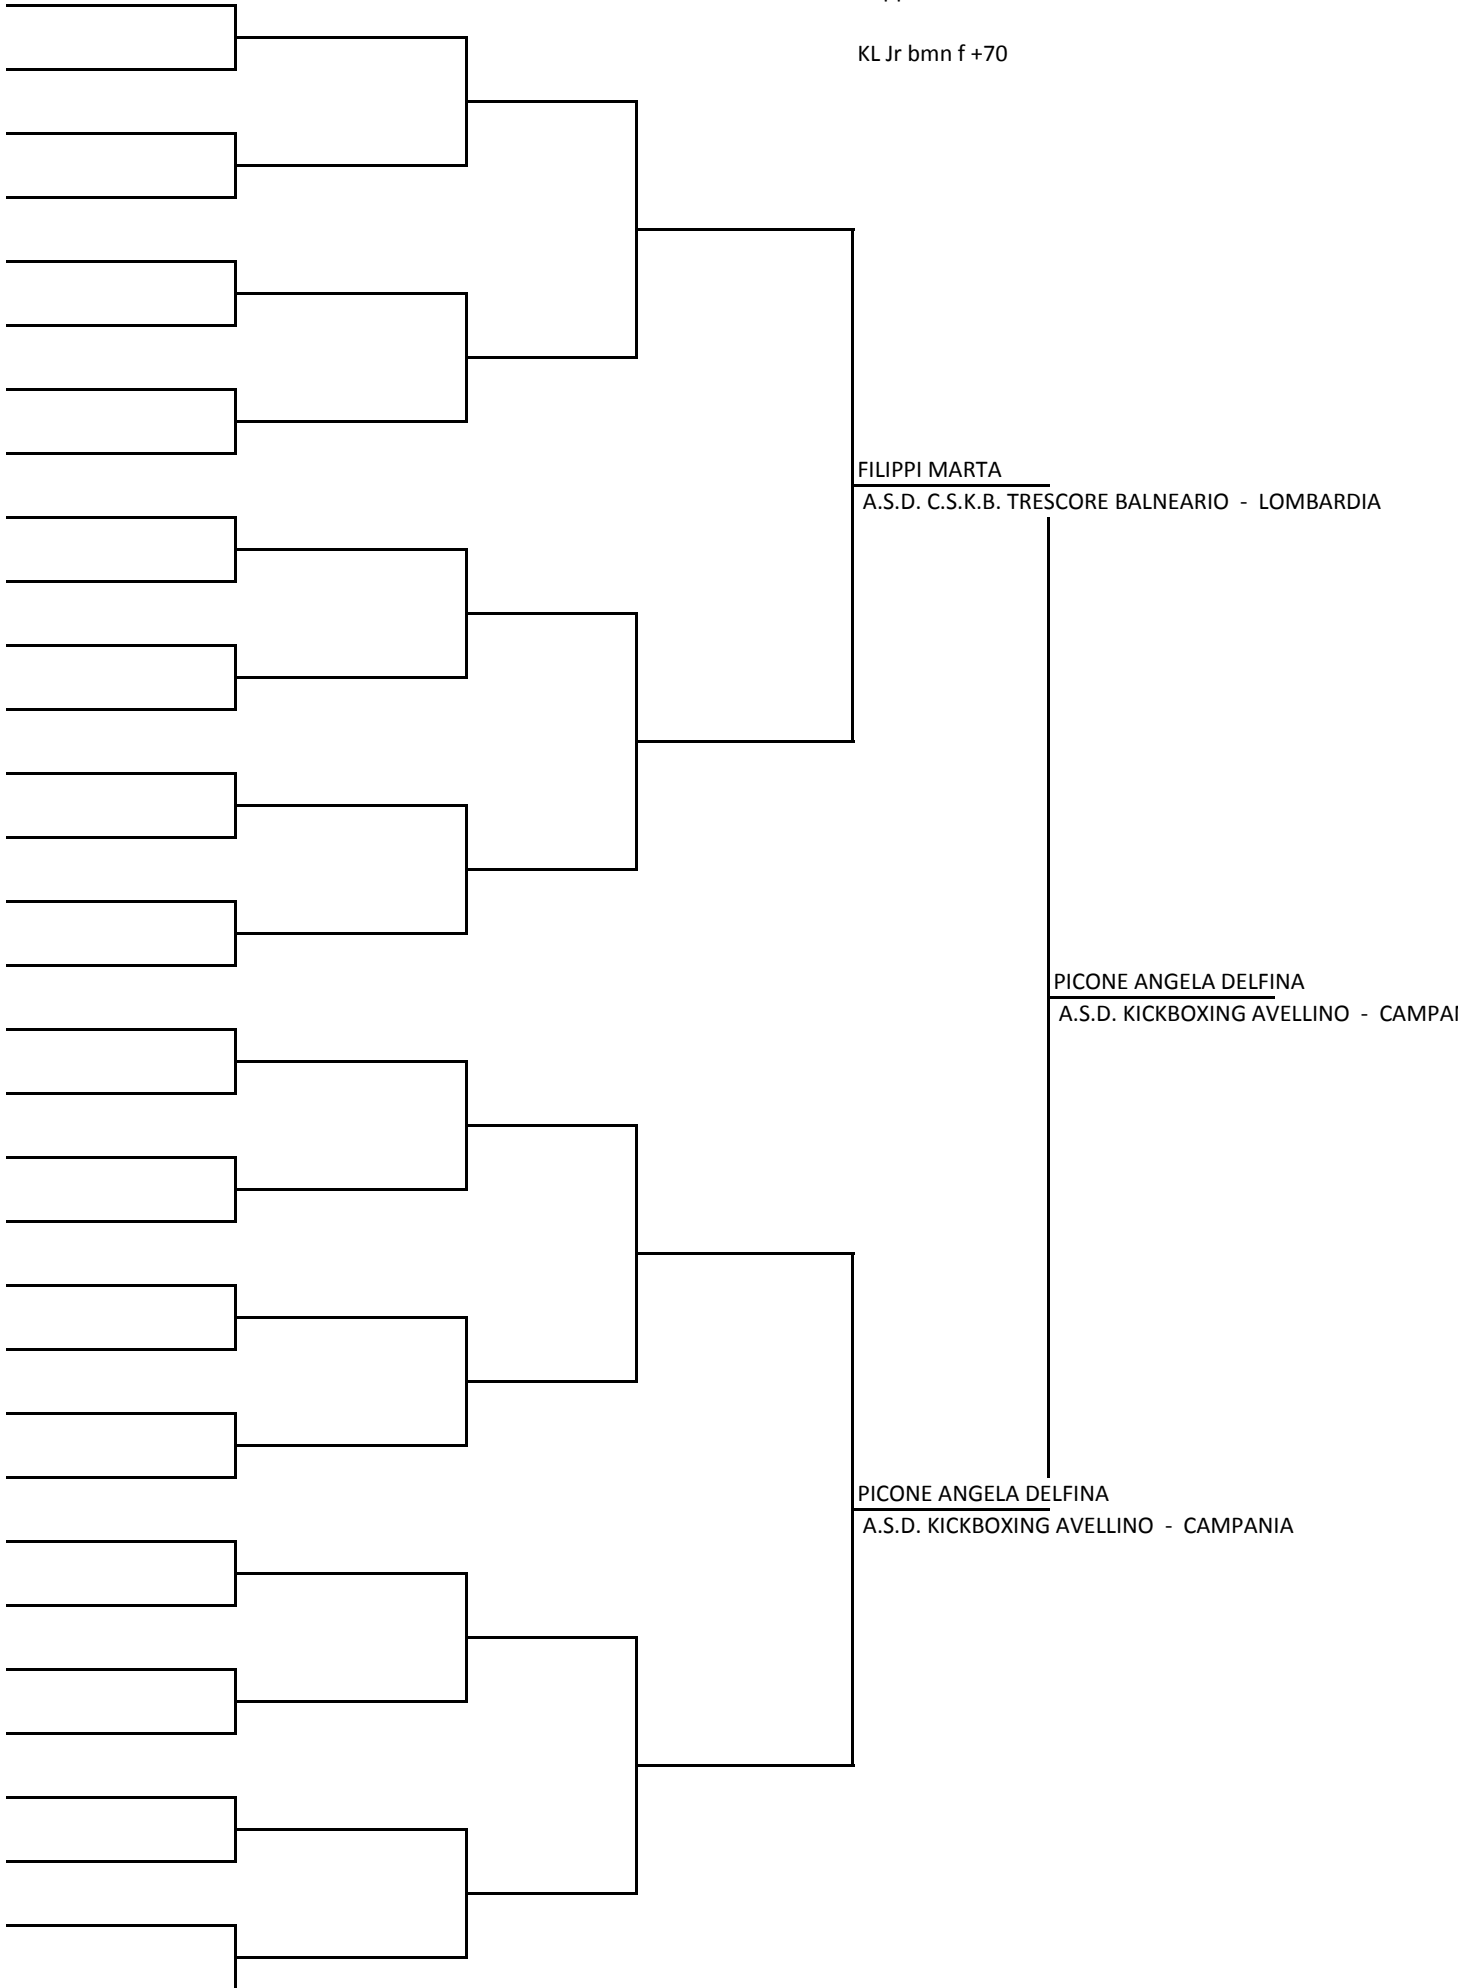 KL Jr bmn f +70
FILIPPI MARTA
A.S.D. C.S.K.B. TRESCORE BALNEARIO - LOMBARDIA
PICONE ANGELA DELFINA
A.S.D. KICKBOXING AVELLINO - CAMPA
PICONE ANGELA DELFINA
A.S.D. KICKBOXING AVELLINO - CAMPANIA